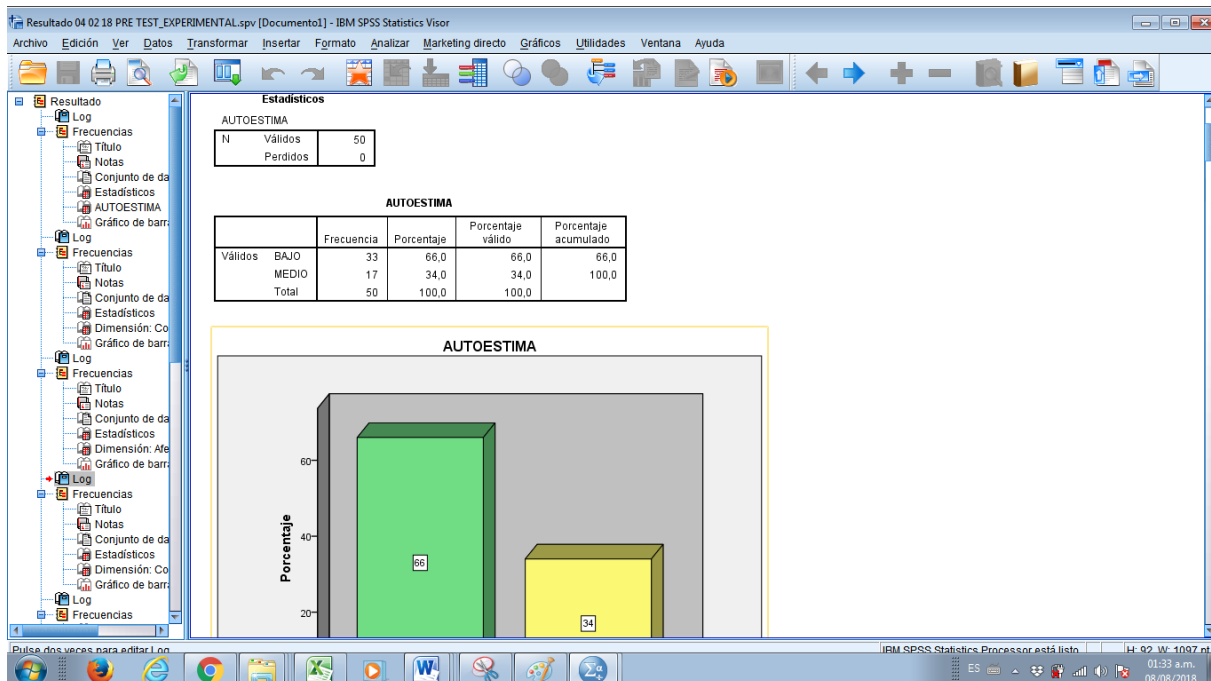 Resultado 04 02 18 PRE TEST_EXPERIMENTAL.spv [Documento1] - IBM SPSS Statistics Visor
Archivo Edición Ver Datos Transformar Insertar Formato Analizar Marketing directo Gráficos Utilidades Ventana Ayuda
Resultado
Log
Frecuencias
Título
Notas
Conjunto de da
Estadísticos
AUTOESTIMA
Gráfico de barra
Log
Frecuencias
Título
Notas
Conjunto de da
Estadísticos
Dimensión: Co
Gráfico de barra
Log
Frecuencias
Título
Notas
Conjunto de da
Estadísticos
Dimensión: Afe
Gráfico de barra
Log
Frecuencias
Título
Notas
Conjunto de da
Estadísticos
Dimensión: Co
Gráfico de barra
Log
Frecuencias
Estadísticos
AUTOESTIMA
N Válidos 50
Perdidos 0
AUTOESTIMA
Frecuencia Porcentaje Porcentaje válido Porcentaje acumulado
Válidos BAJO 33 66,0 66,0 66,0
MEDIO 17 34,0 34,0 100,0
Total 50 100,0 100,0
AUTOESTIMA
Porcentaje
60
40
20
66
34
Pulse dos veces para editar Log
IBM SPSS Statistics Processor está listo
H: 92, W: 1097 pt
ES
01:33 a.m.
08/08/2018